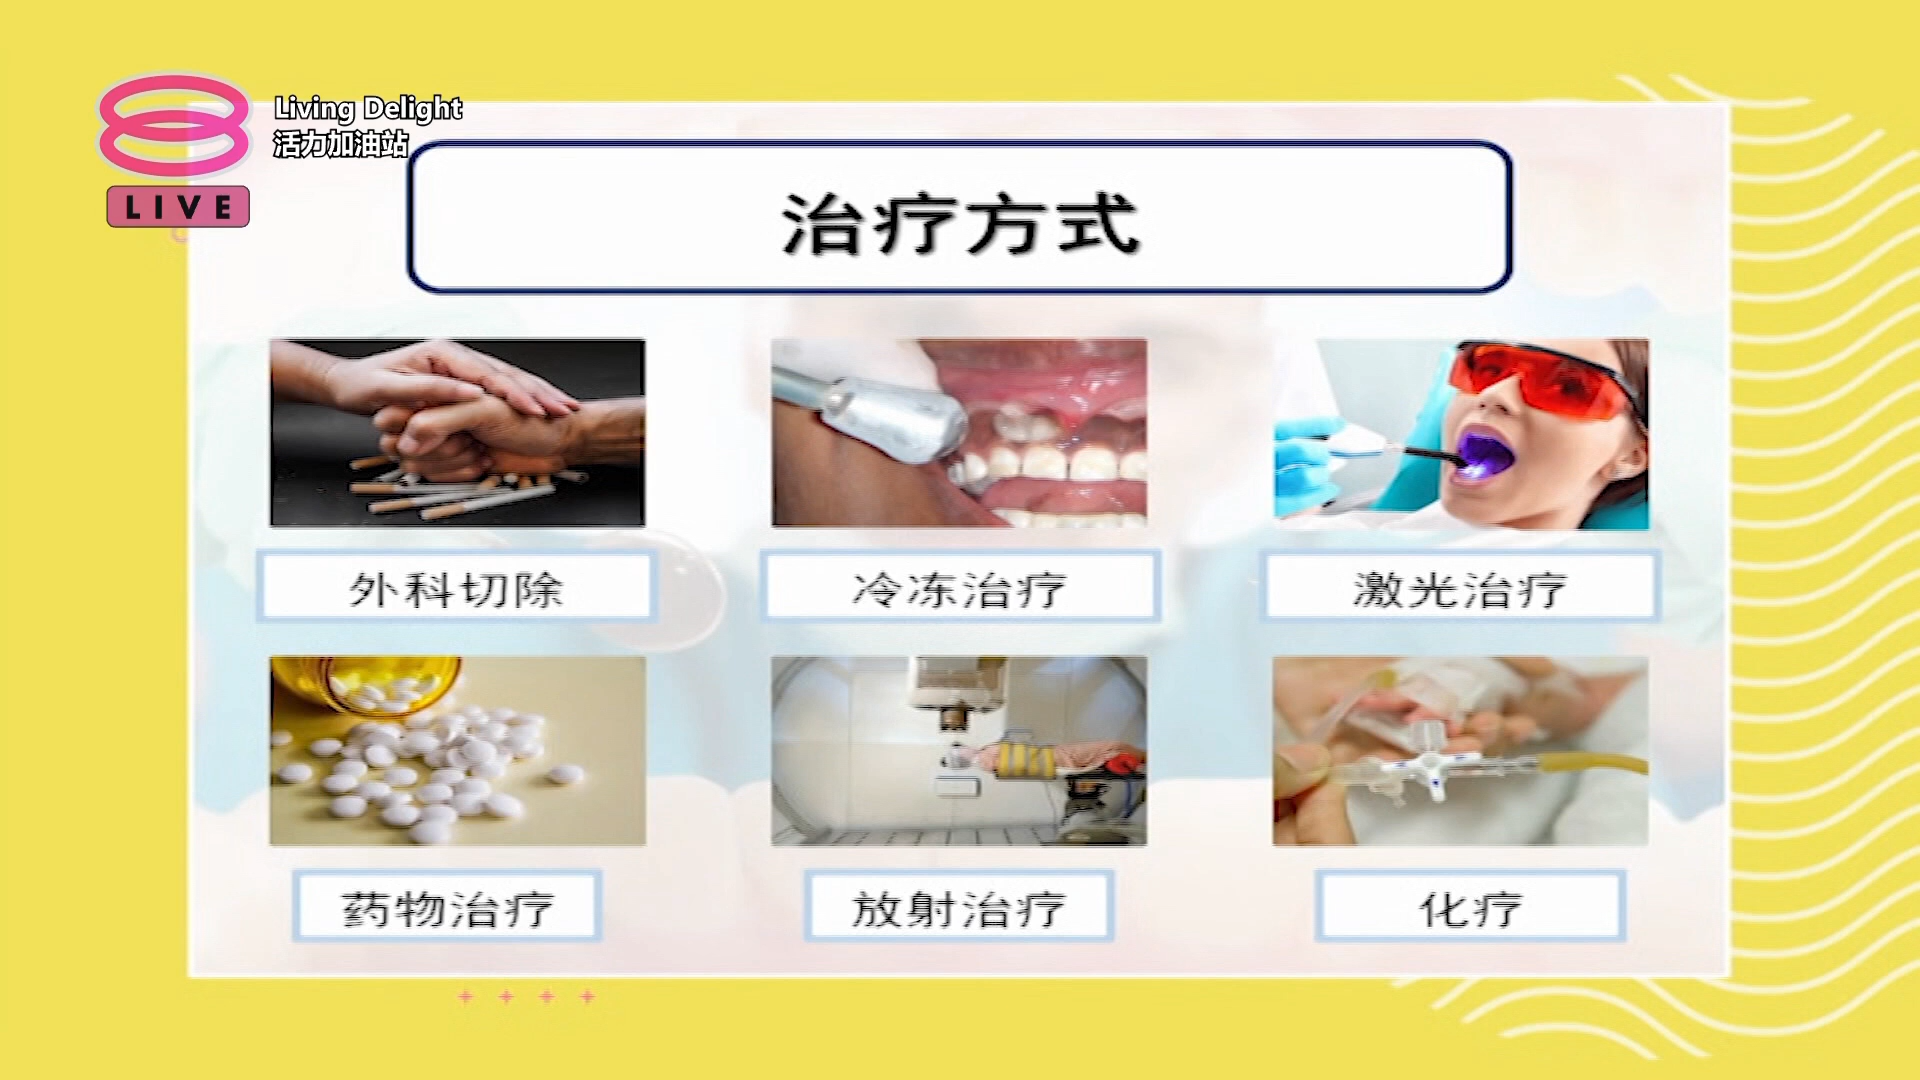 Living Delight
活力加油站
LIVE
治疗方式
外科切除
冷冻治疗
激光治疗
药物治疗
放射治疗
化疗